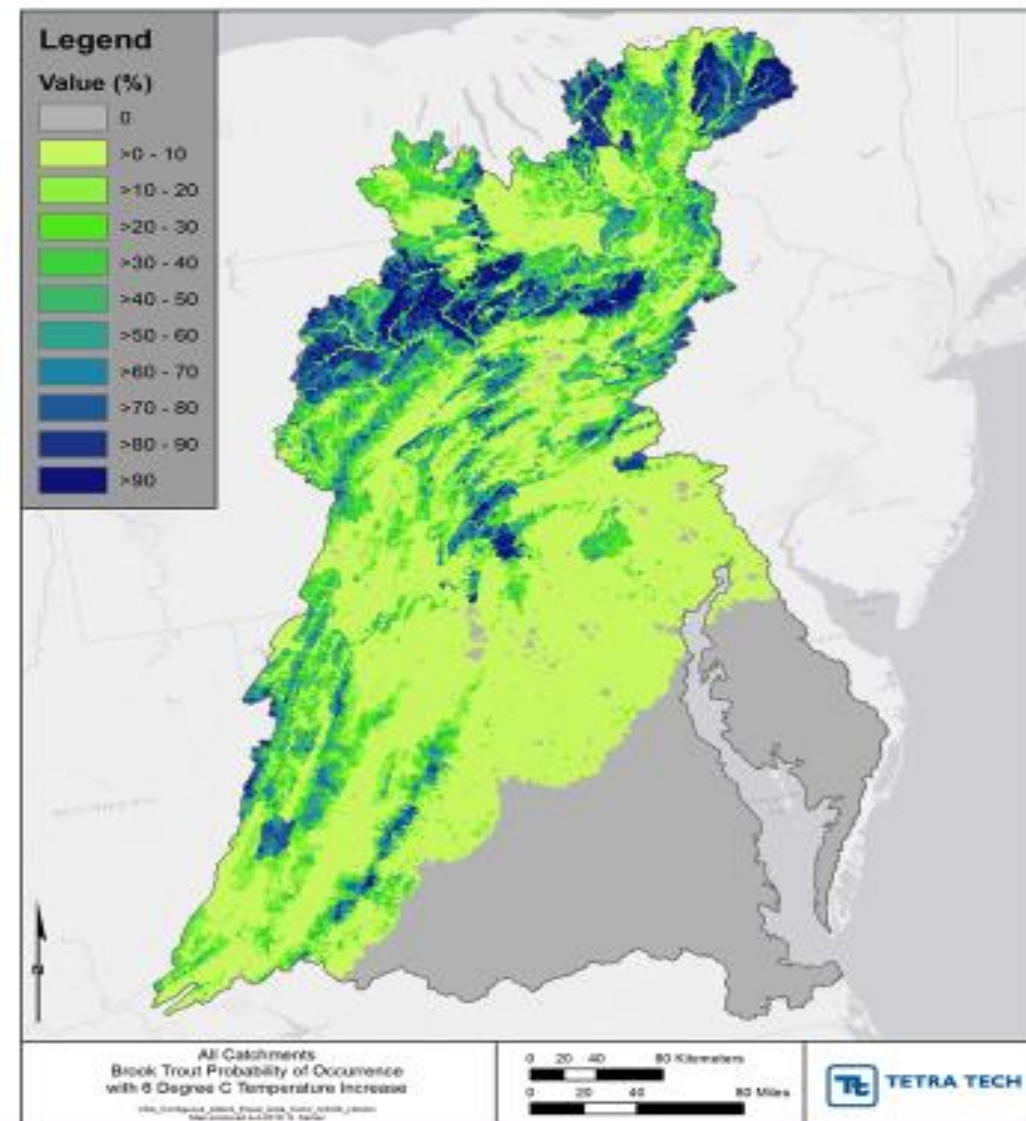 Legend
Value (%)
0
>0 - 10
>10 - 20
>20 - 30
>30 - 40
>40 - 50
>50 - 60
>60 - 70
>70 - 80
>80 - 90
>90
All Catchments
Brook Trout Probability of Occurrence
with 6 Degree C Temperature Increase
0 20 40 80 Kilometers
0 20 40 80 Miles
TETRA TECH